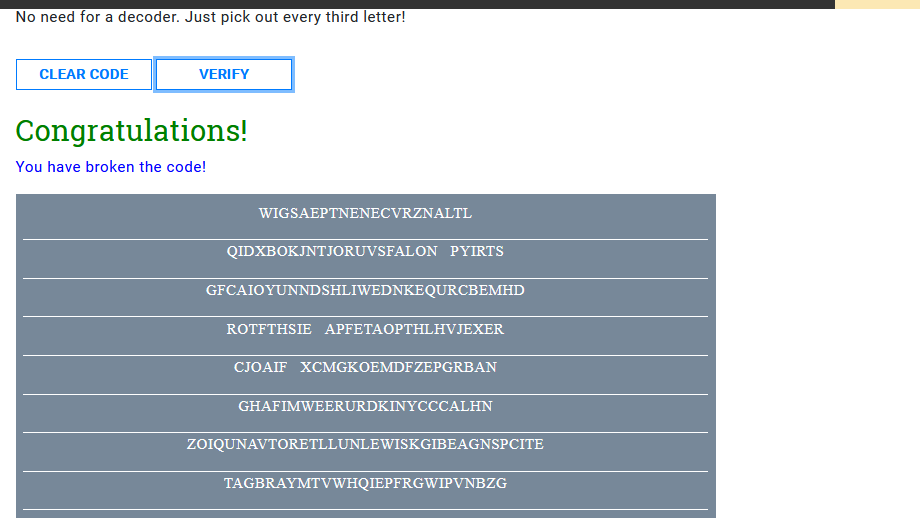 No need for a decoder. Just pick out every third letter!
CLEAR CODE VERIFY
Congratulations!
You have broken the code!
WIGSAEPTNENECVRZNALTL
QIDXBOKJNTJORUVSFALON PYIRTS
GFCAIOYUNNDSHLIWEDNKEQURCBEMHD
ROTFTHSIE APFETAOPTHLHVJEXER
CJOAIF XCMGKOEMDFZEPGRBAN
GHAFIMWEERURDKINYCCCALHN
ZOIQUNAVTORETLLUNLEWISKGIBEAGNSPCITE
TAGBRAYMTVWHQIEPFRGWIPVNBZG